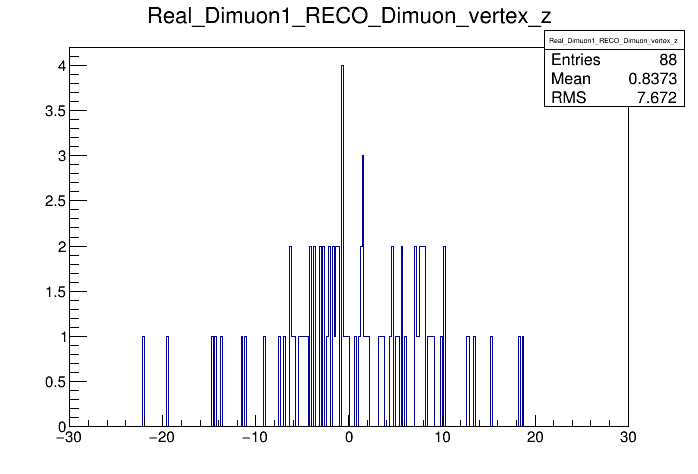 Real_Dimuon1_RECO_Dimuon_vertex_z
Real_Dimuon1_RECO_Dimuon_vertex_z
Entries 88
Mean 0.8373
RMS 7.672
4
3.5
3
2.5
2
1.5
1
0.5
0
−30 −20 −10 0 10 20 30